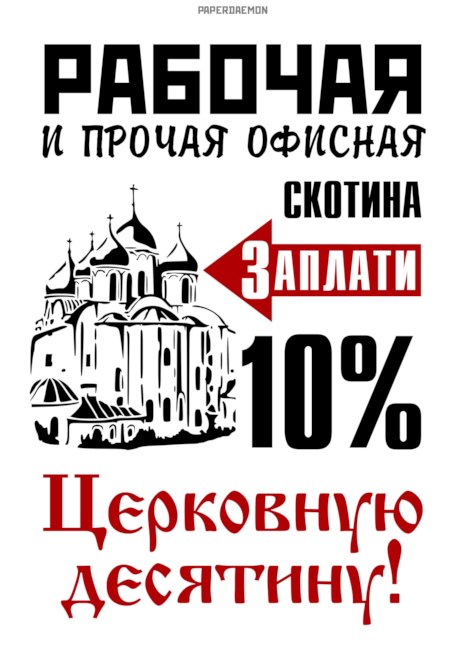 PAPERDAEMON
РАБОЧАЯ
И ПРОЧАЯ ОФИСНАЯ
СКОТИНА
ЗАПЛАТИ
10%
Церковную
десятину!